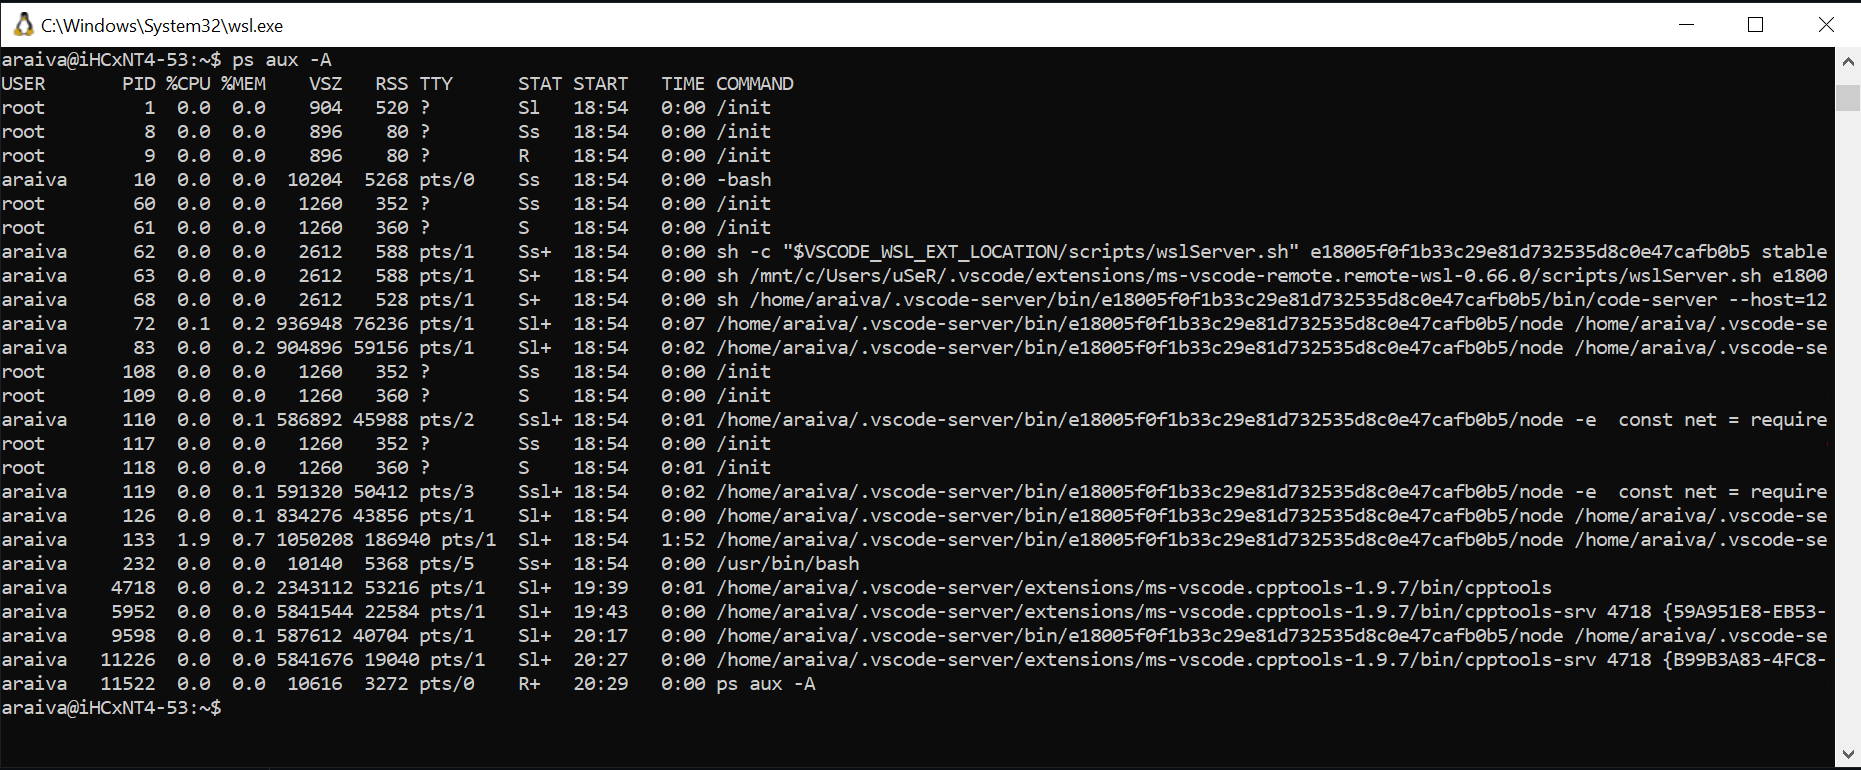 C:\Windows\System32\wsl.exe
araiva@iHCxNT4-53:~$ ps aux -A
USER       PID %CPU %MEM    VSZ   RSS TTY      STAT START   TIME COMMAND
root         1  0.0  0.0    904   520 ?        Sl   18:54   0:00 /init
root         8  0.0  0.0    896    80 ?        Ss   18:54   0:00 /init
root         9  0.0  0.0    896    80 ?        R    18:54   0:00 /init
araiva      10  0.0  0.0  10204  5268 pts/0    Ss   18:54   0:00 -bash
root        60  0.0  0.0   1260   352 ?        Ss   18:54   0:00 /init
root        61  0.0  0.0   1260   360 ?        S    18:54   0:00 /init
araiva      62  0.0  0.0   2612   588 pts/1    Ss+  18:54   0:00 sh -c "$VSCODE_WSL_EXT_LOCATION/scripts/wslServer.sh" e18005f0f1b33c29e81d732535d8c0e47cafb0b5 stable
araiva      63  0.0  0.0   2612   588 pts/1    S+   18:54   0:00 sh /mnt/c/Users/uSeR/.vscode/extensions/ms-vscode-remote.remote-wsl-0.66.0/scripts/wslServer.sh e1800
araiva      68  0.0  0.0   2612   528 pts/1    S+   18:54   0:00 sh /home/araiva/.vscode-server/bin/e18005f0f1b33c29e81d732535d8c0e47cafb0b5/bin/code-server --host=12
araiva      72  0.1  0.2 936948 76236 pts/1    Sl+  18:54   0:07 /home/araiva/.vscode-server/bin/e18005f0f1b33c29e81d732535d8c0e47cafb0b5/node /home/araiva/.vscode-se
araiva      83  0.0  0.2 904896 59156 pts/1    Sl+  18:54   0:02 /home/araiva/.vscode-server/bin/e18005f0f1b33c29e81d732535d8c0e47cafb0b5/node /home/araiva/.vscode-se
root       108  0.0  0.0   1260   352 ?        Ss   18:54   0:00 /init
root       109  0.0  0.0   1260   360 ?        S    18:54   0:00 /init
araiva     110  0.0  0.1 586892 45988 pts/2    Ssl+ 18:54   0:01 /home/araiva/.vscode-server/bin/e18005f0f1b33c29e81d732535d8c0e47cafb0b5/node -e  const net = require
root       117  0.0  0.0   1260   352 ?        Ss   18:54   0:00 /init
root       118  0.0  0.0   1260   360 ?        S    18:54   0:01 /init
araiva     119  0.0  0.1 591320 50412 pts/3    Ssl+ 18:54   0:02 /home/araiva/.vscode-server/bin/e18005f0f1b33c29e81d732535d8c0e47cafb0b5/node -e  const net = require
araiva     126  0.0  0.1 834276 43856 pts/1    Sl+  18:54   0:00 /home/araiva/.vscode-server/bin/e18005f0f1b33c29e81d732535d8c0e47cafb0b5/node /home/araiva/.vscode-se
araiva     133  1.9  0.7 1050208 186940 pts/1  Sl+  18:54   1:52 /home/araiva/.vscode-server/bin/e18005f0f1b33c29e81d732535d8c0e47cafb0b5/node /home/araiva/.vscode-se
araiva     232  0.0  0.0  10140  5368 pts/5    Ss+  18:54   0:00 /usr/bin/bash
araiva    4718  0.0  0.2 2343112 53216 pts/1   Sl+  19:39   0:01 /home/araiva/.vscode-server/extensions/ms-vscode.cpptools-1.9.7/bin/cpptools
araiva    5952  0.0  0.0 5841544 22584 pts/1   Sl+  19:43   0:00 /home/araiva/.vscode-server/extensions/ms-vscode.cpptools-1.9.7/bin/cpptools-srv 4718 {59A951E8-EB53-
araiva    9598  0.0  0.1 587612 40704 pts/1    Sl+  20:17   0:00 /home/araiva/.vscode-server/bin/e18005f0f1b33c29e81d732535d8c0e47cafb0b5/node /home/araiva/.vscode-se
araiva   11226  0.0  0.0 5841676 19040 pts/1   Sl+  20:27   0:00 /home/araiva/.vscode-server/extensions/ms-vscode.cpptools-1.9.7/bin/cpptools-srv 4718 {B99B3A83-4FC8-
araiva   11522  0.0  0.0  10616  3272 pts/0    R+   20:29   0:00 ps aux -A
araiva@iHCxNT4-53:~$